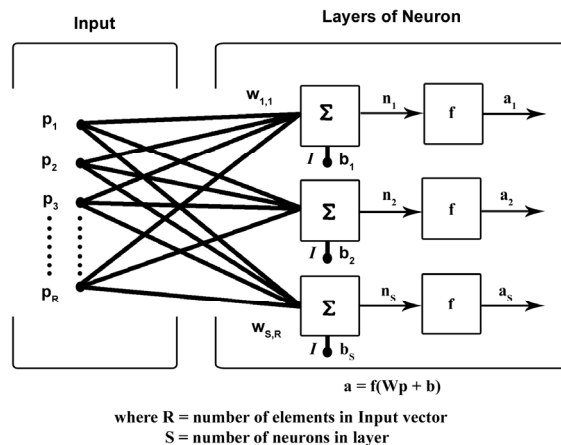 Input
Layers of Neuron
w1,1
p1
Σ
n1
f
a1
I b1
p2
p3
Σ
n2
f
a2
I b2
pR
Σ
nS
f
aS
wS,R
I bS
a = f(Wp + b)
where R = number of elements in Input vector
S = number of neurons in layer